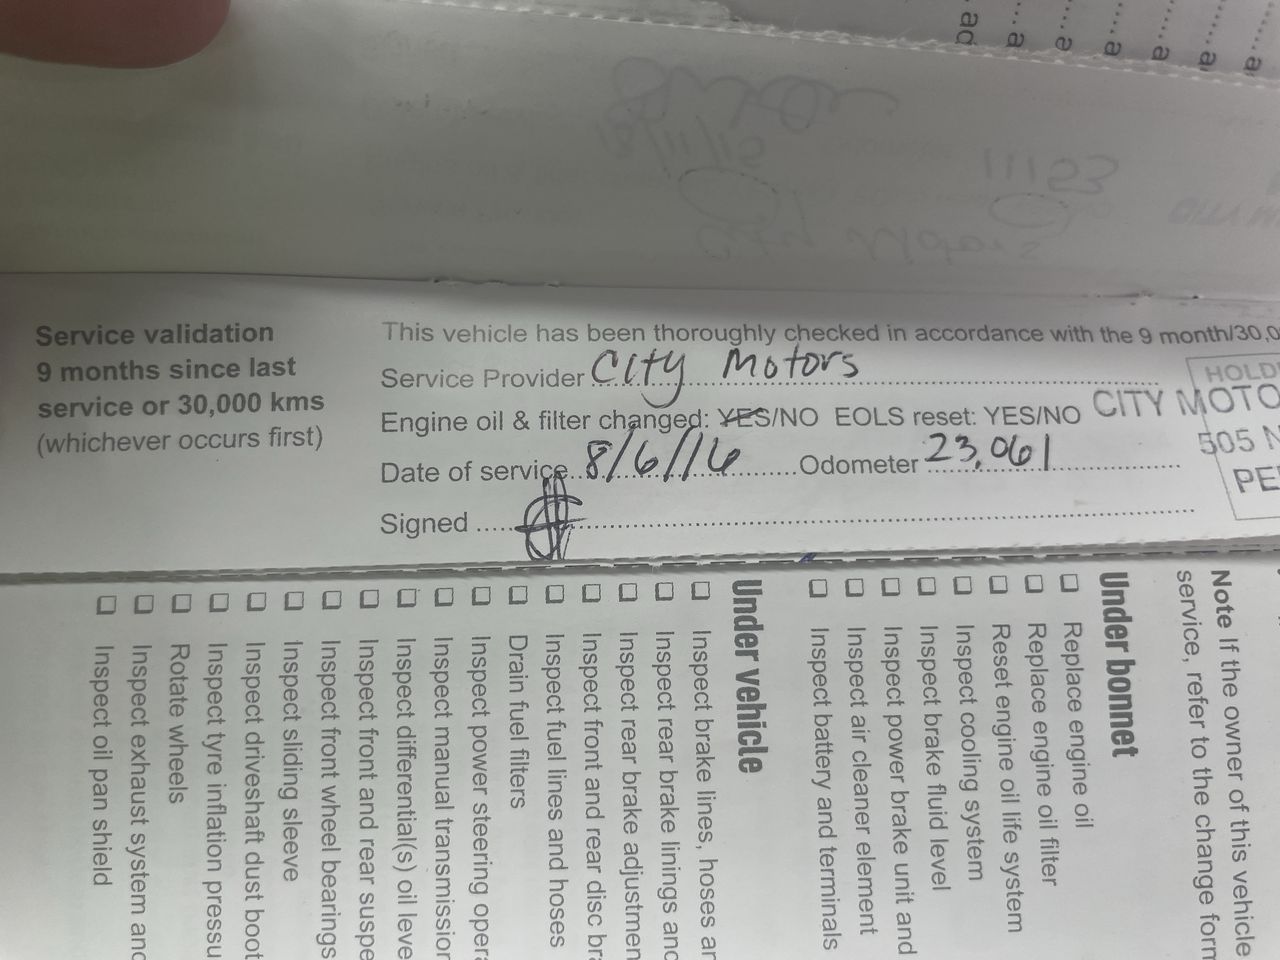 Service validation
9 months since last
service or 30,000 kms
(whichever occurs first)
This vehicle has been thoroughly checked in accordance with the 9 month/30,0
Service Provider City Motors
Engine oil & filter changed: YES/NO EOLS reset: YES/NO
Date of service 8/6/16 Odometer 23,061
Signed
HOLD
CITY MOTO
505 N
PE
Note If the owner of this vehicle
service, refer to the change form
Under bonnet
Replace engine oil
Replace engine oil filter
Reset engine oil life system
Inspect cooling system
Inspect brake fluid level
Inspect power brake unit and
Inspect air cleaner element
Inspect battery and terminals
Under vehicle
Inspect brake lines, hoses an
Inspect rear brake linings and
Inspect rear brake adjustmen
Inspect front and rear disc bra
Inspect fuel lines and hoses
Drain fuel filters
Inspect power steering opera
Inspect manual transmission
Inspect differential(s) oil leve
Inspect front and rear suspe
Inspect front wheel bearings
Inspect sliding sleeve
Inspect driveshaft dust boot
Inspect tyre inflation pressu
Rotate wheels
Inspect exhaust system and
Inspect oil pan shield